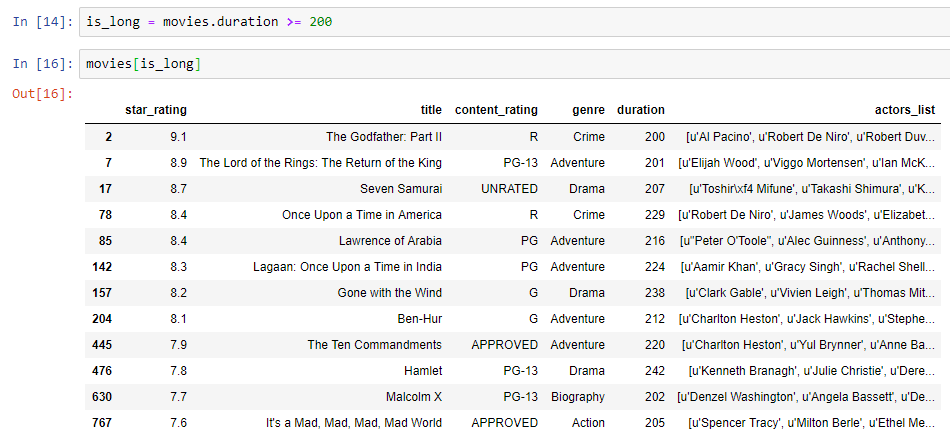 In [14]: is_long = movies.duration >= 200
In [16]: movies[is_long]
Out[16]:
star_rating title content_rating genre duration actors_list
2 9.1 The Godfather: Part II R Crime 200 [u'Al Pacino', u'Robert De Niro', u'Robert Duv...
7 8.9 The Lord of the Rings: The Return of the King PG-13 Adventure 201 [u'Elijah Wood', u'Viggo Mortensen', u'Ian McK...
17 8.7 Seven Samurai UNRATED Drama 207 [u'Toshir\xf4 Mifune', u'Takashi Shimura', u'K...
78 8.4 Once Upon a Time in America R Crime 229 [u'Robert De Niro', u'James Woods', u'Elizabet...
85 8.4 Lawrence of Arabia PG Adventure 216 [u"Peter O'Toole", u'Alec Guinness', u'Anthony...
142 8.3 Lagaan: Once Upon a Time in India PG Adventure 224 [u'Aamir Khan', u'Gracy Singh', u'Rachel Shell...
157 8.2 Gone with the Wind G Drama 238 [u'Clark Gable', u'Vivien Leigh', u'Thomas Mit...
204 8.1 Ben-Hur G Adventure 212 [u'Charlton Heston', u'Jack Hawkins', u'Stephe...
445 7.9 The Ten Commandments APPROVED Adventure 220 [u'Charlton Heston', u'Yul Brynner', u'Anne Ba...
476 7.8 Hamlet PG-13 Drama 242 [u'Kenneth Branagh', u'Julie Christie', u'Dere...
630 7.7 Malcolm X PG-13 Biography 202 [u'Denzel Washington', u'Angela Bassett', u'De...
767 7.6 It's a Mad, Mad, Mad, Mad World APPROVED Action 205 [u'Spencer Tracy', u'Milton Berle', u'Ethel Me...